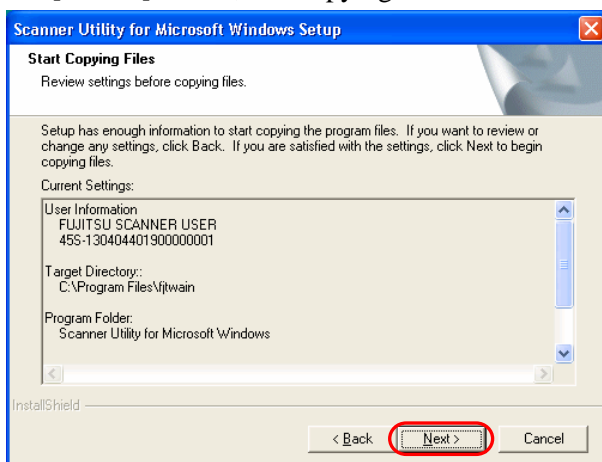 Scanner Utility for Microsoft Windows Setup
Start Copying Files
Review settings before copying files.
Setup has enough information to start copying the program files. If you want to review or
change any settings, click Back. If you are satisfied with the settings, click Next to begin
copying files.
Current Settings:
User Information
FUJITSU SCANNER USER
45S-130404401900000001
Target Directory::
C:\Program Files\fjtwain
Program Folder:
Scanner Utility for Microsoft Windows
InstallShield
< Back Next > Cancel